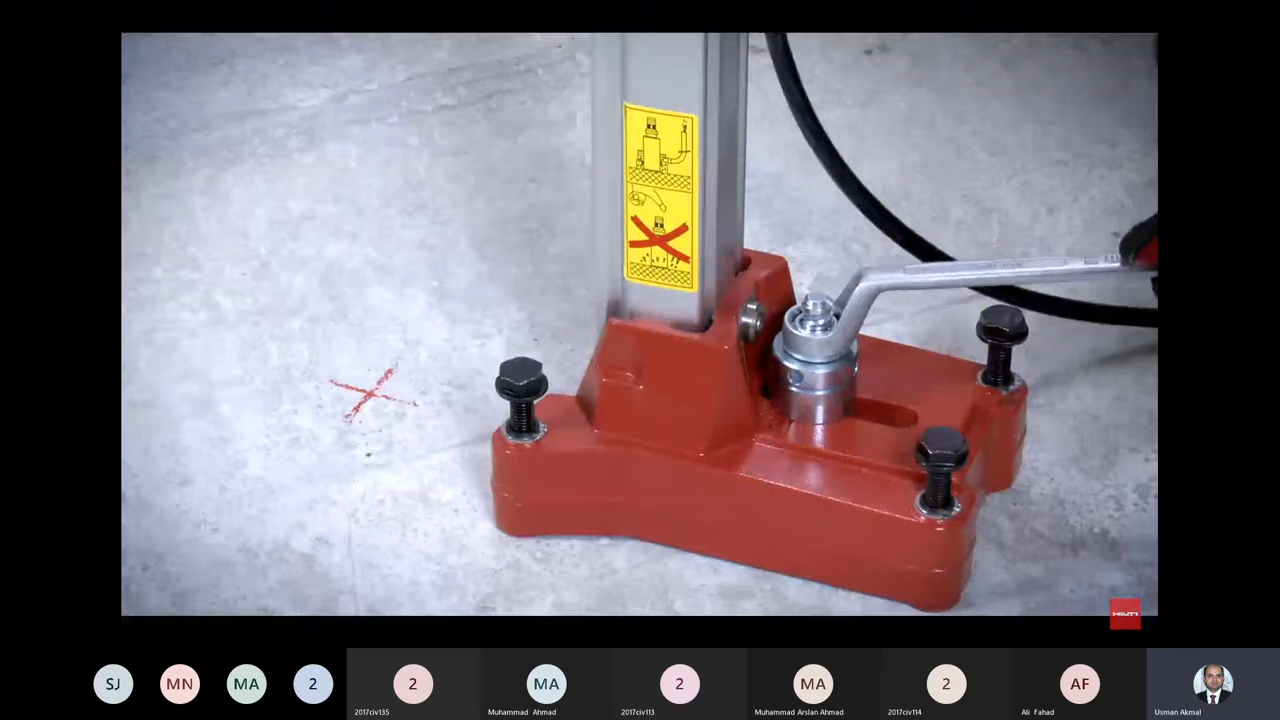 HILTI
SJ
MN
MA
2
2
2017civ135
MA
Muhammad Ahmad
2
2017civ113
MA
Muhammad Arslan Ahmad
2
2017civ114
AF
Ali Fahad
Usman Akmal